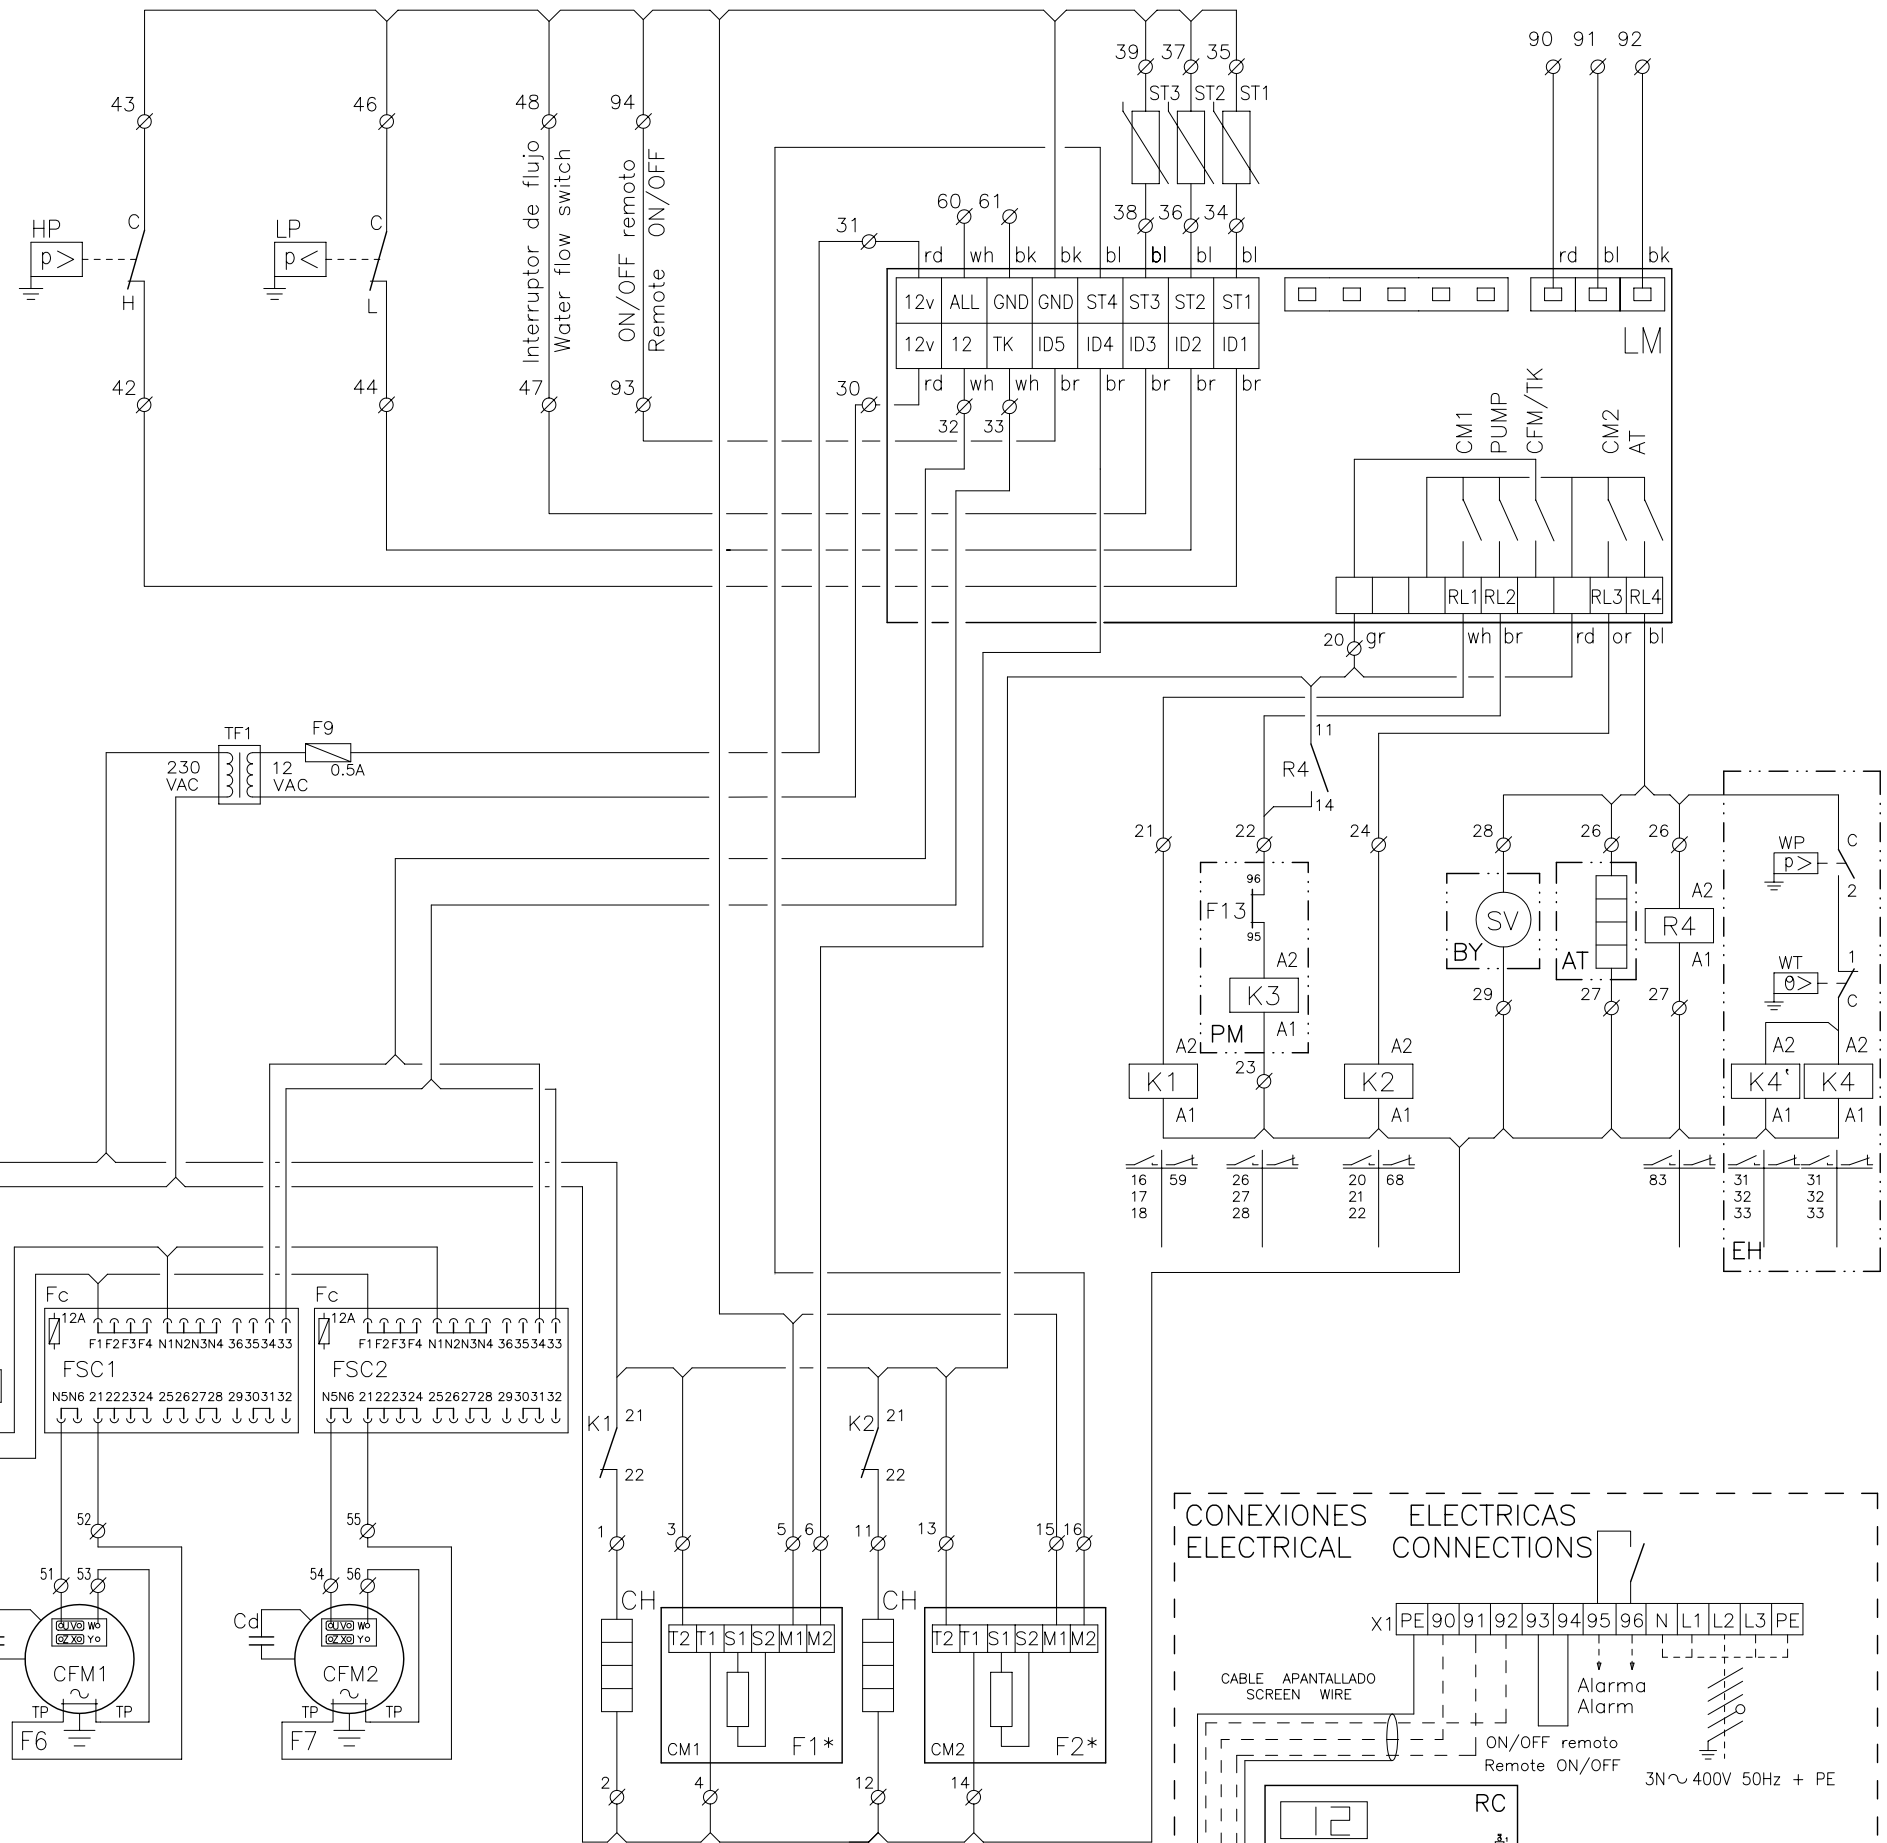 39 37 35
90 91 92
ST3 ST2 ST1
43 46 48 94
Interruptor de flujo
Water flow switch
ON/OFF remoto
Remote ON/OFF
HP C
p>
H
LP C
p<
L
31 60 61 38 36 34
rd wh bk bk bl bl bl bl
rd bl bk
12v ALL GND GND ST4 ST3 ST2 ST1
12v 12 TK ID5 ID4 ID3 ID2 ID1
LM
rd wh wh br br br br br
42 44 47 93 30
32 33
CM1
PUMP
CFM/TK
CM2
AT
RL1 RL2 RL3 RL4
20 gr wh br rd or bl
TF1 F9
230
VAC
12
VAC
0.5A
11
R4
14
21 22 24 28 26 26
96
F13
95
A2
K3
A1
PM
23
SV
BY
29
AT
27
A2
R4
A1
27
WP C
p>
2
WT 1
θ>
C
A2 A2 A2 A2
K1 K2 K4' K4
A1 A1 A1 A1
16 59
17
18
26
27
28
20 68
21
22
83
31
32
33
31
32
33
EH
Fc Fc
12A 12A
F1F2F3F4 N1N2N3N4 36353433
F1F2F3F4 N1N2N3N4 36353433
FSC1 FSC2
N5N6 21222324 25262728 29303132
N5N6 21222324 25262728 29303132
K1 21
22
K2 21
22
52 55
51 53 54 56
1 3 5 6 11 13 15 16
Cd
U V W
Z X Y
CFM1
TP TP
F6
U V W
Z X Y
CFM2
TP TP
F7
CH CH
T2 T1 S1 S2 M1 M2
T2 T1 S1 S2 M1 M2
CM1 F1*
CM2 F2*
2 4 12 14
CONEXIONES ELECTRICAS
ELECTRICAL CONNECTIONS
X1 PE 90 91 92 93 94 95 96 N L1 L2 L3 PE
CABLE APANTALLADO
SCREEN WIRE
Alarma
Alarm
ON/OFF remoto
Remote ON/OFF
3N~ 400V 50Hz + PE
RC
12